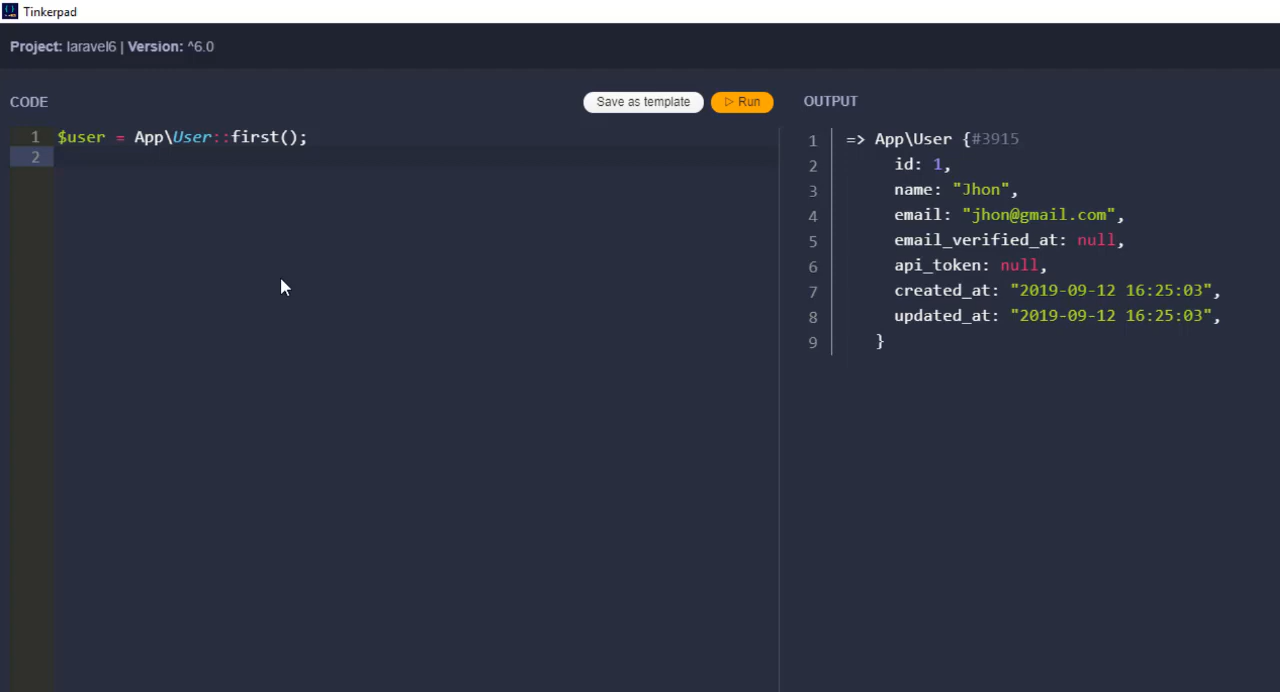 Tinkerpad
Project: laravel6 | Version: ^6.0
CODE
Save as template
▷ Run
OUTPUT
1 $user = App\User::first();
2
1 => App\User {#3915
2 id: 1,
3 name: "Jhon",
4 email: "jhon@gmail.com",
5 email_verified_at: null,
6 api_token: null,
7 created_at: "2019-09-12 16:25:03",
8 updated_at: "2019-09-12 16:25:03",
9 }